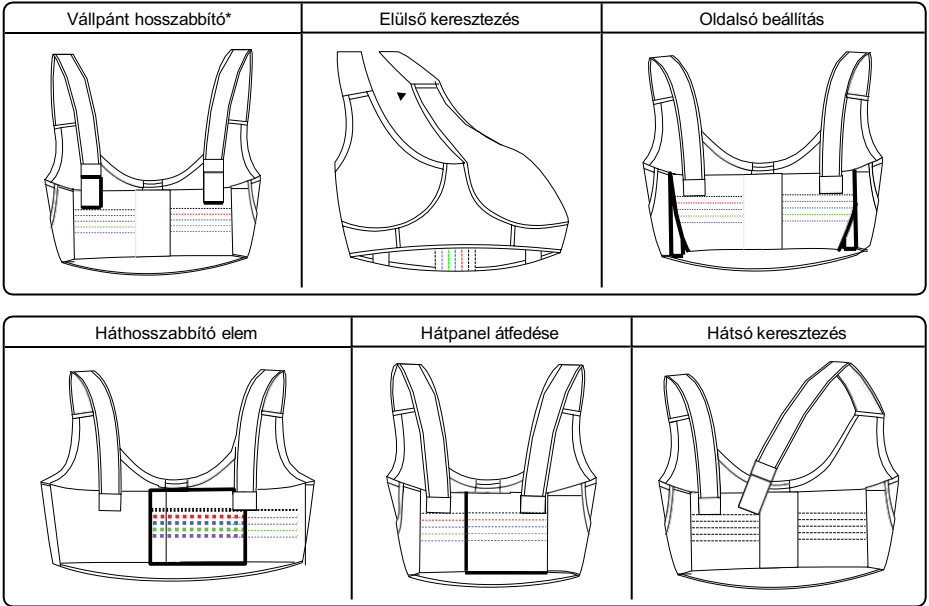 Vállpánt hosszabbító*
Elülső keresztezés
Oldalsó beállítás
Háthosszabbító elem
Hátpanel átfedése
Hátsó keresztezés